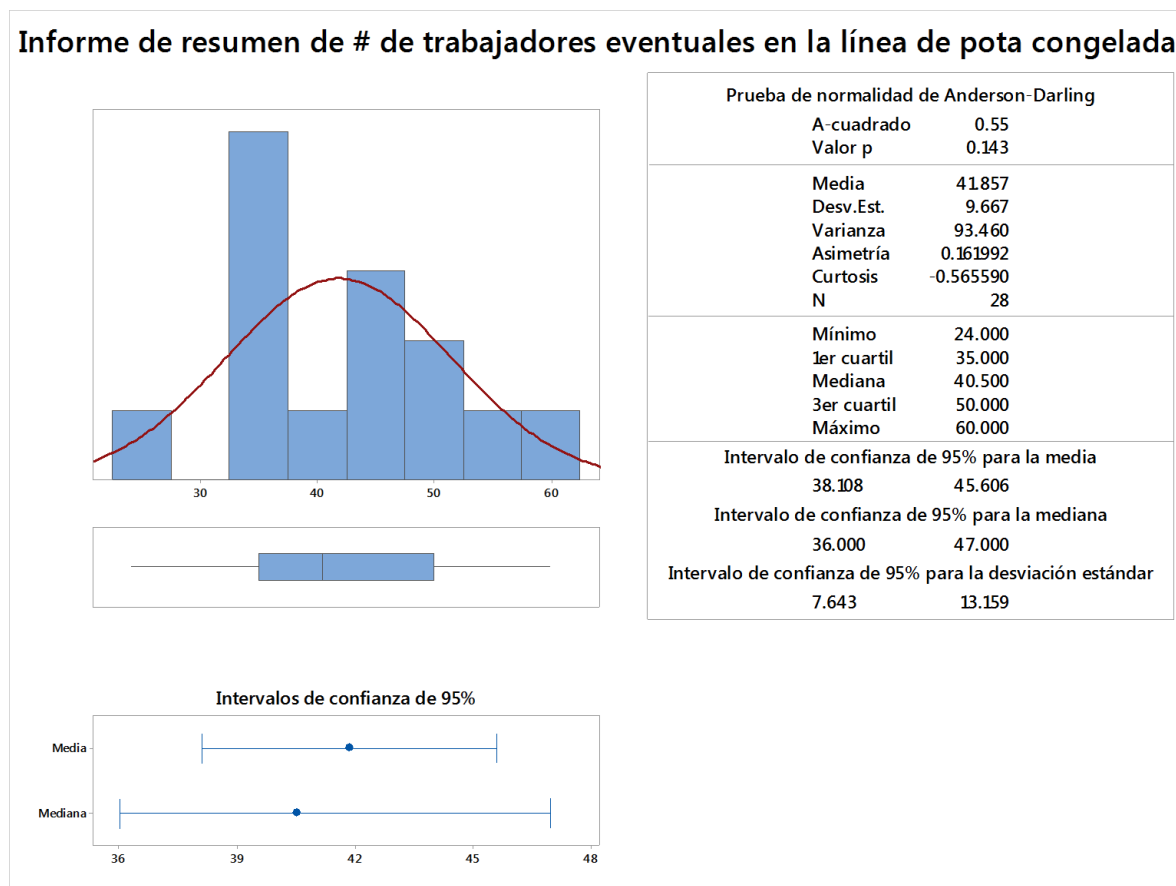 Informe de resumen de # de trabajadores eventuales en la línea de pota congelada
30 40 50 60
Intervalos de confianza de 95%
Media
Mediana
36 39 42 45 48
Prueba de normalidad de Anderson-Darling
A-cuadrado 0.55
Valor p 0.143
Media 41.857
Desv.Est. 9.667
Varianza 93.460
Asimetría 0.161992
Curtosis -0.565590
N 28
Mínimo 24.000
1er cuartil 35.000
Mediana 40.500
3er cuartil 50.000
Máximo 60.000
Intervalo de confianza de 95% para la media
38.108 45.606
Intervalo de confianza de 95% para la mediana
36.000 47.000
Intervalo de confianza de 95% para la desviación estándar
7.643 13.159